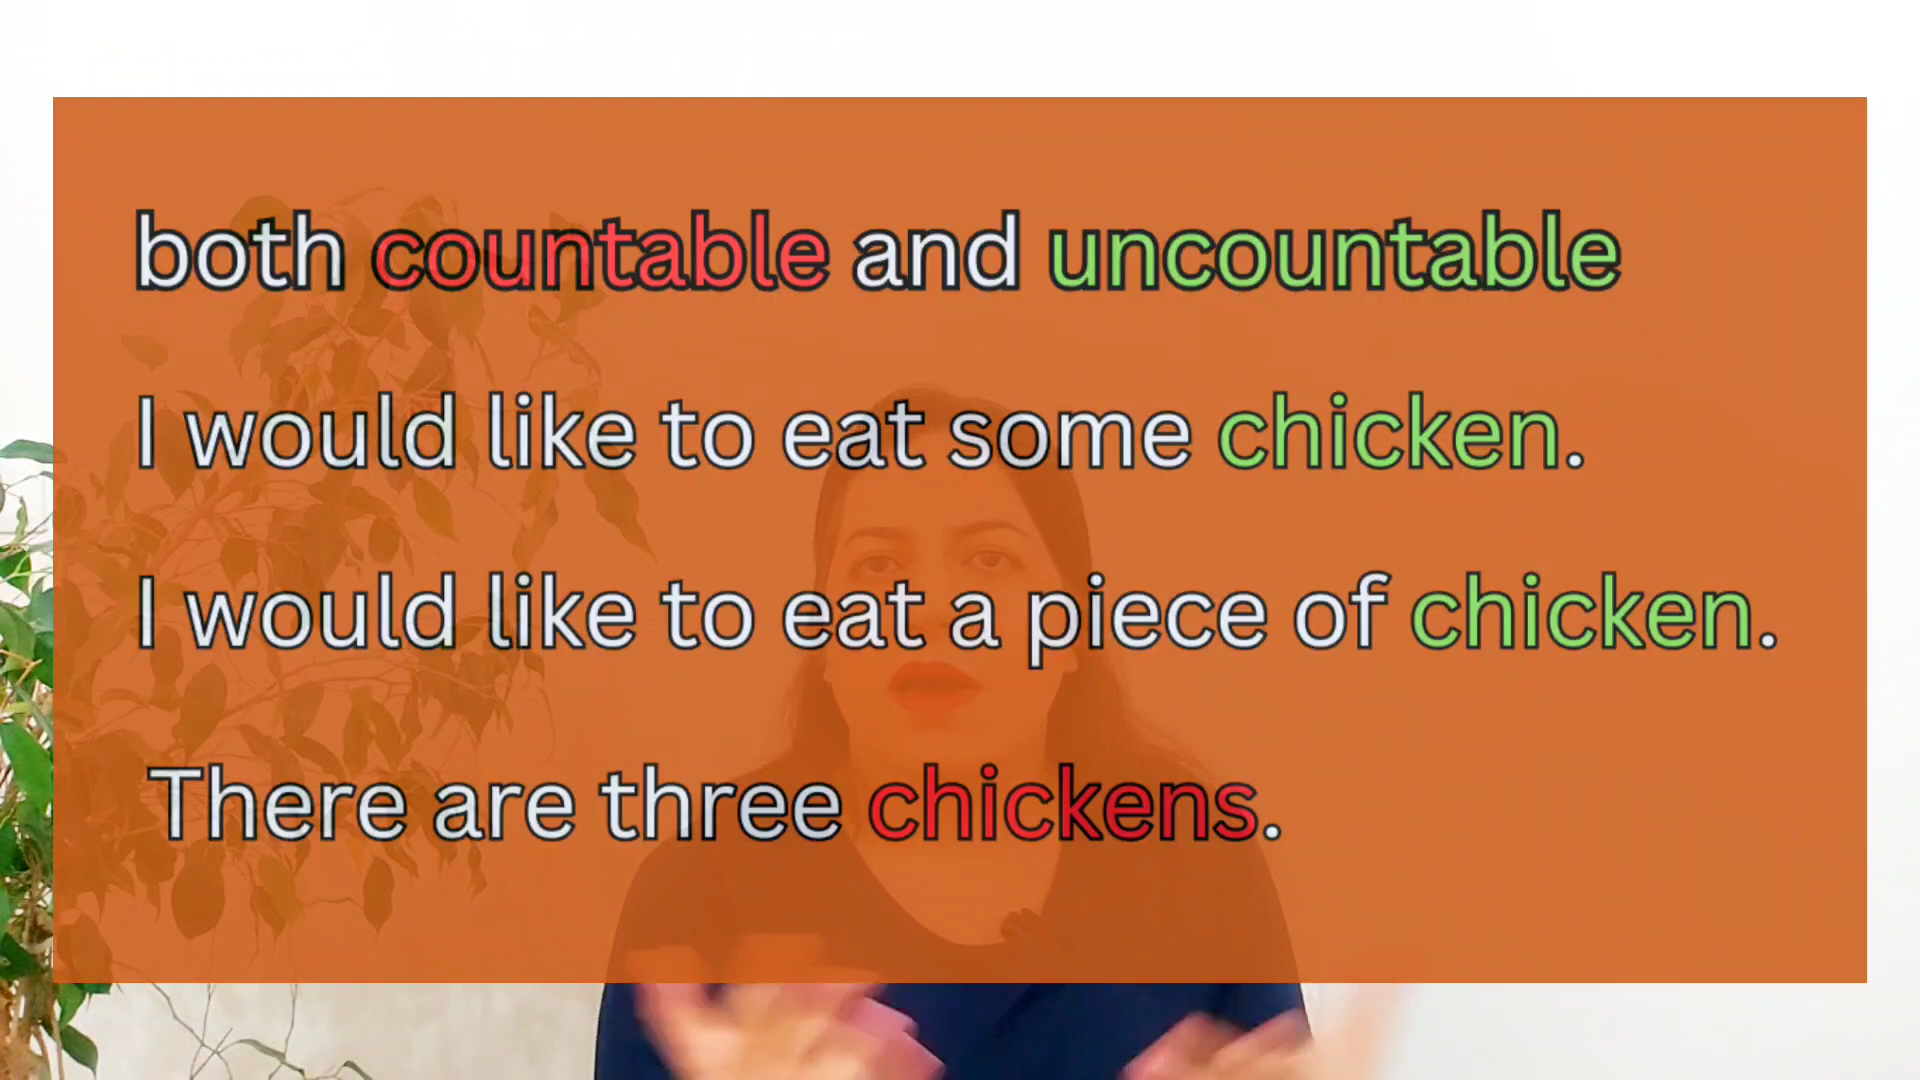 both countable and uncountable
I would like to eat some chicken.
I would like to eat a piece of chicken.
There are three chickens.